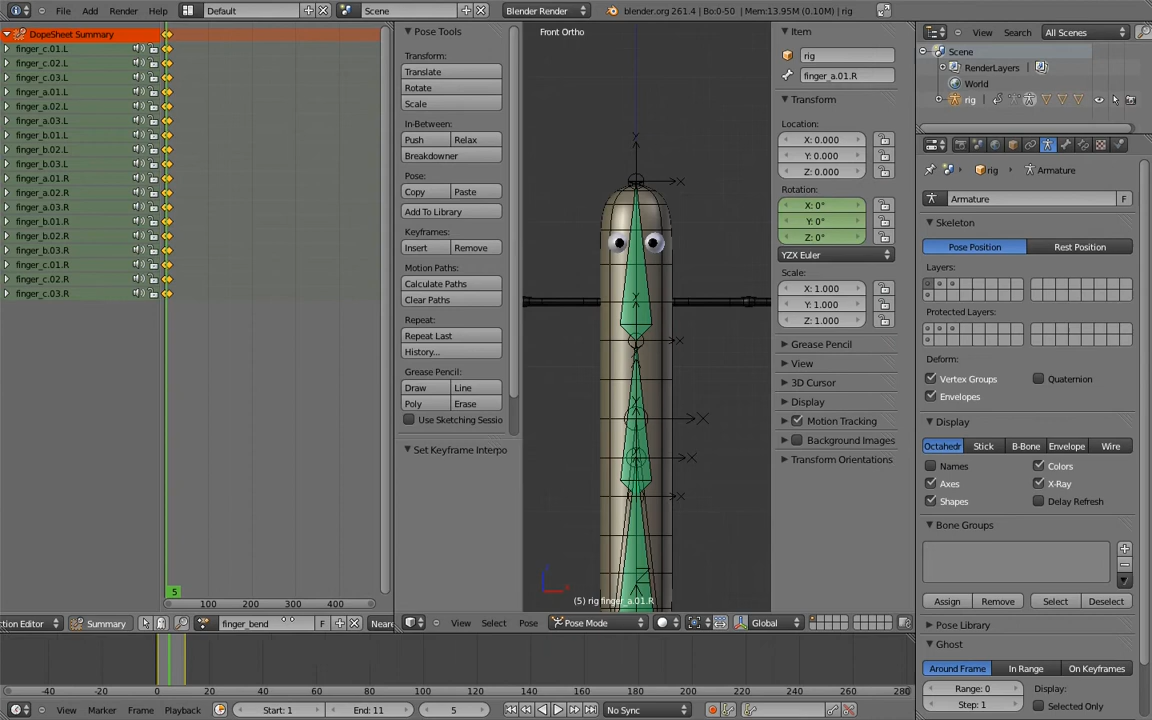 File Add Render Help Default Scene Blender Render blender.org 261.4 | Bo:0-50 | Mem:13.95M (0.10M) | rig
DopeSheet Summary
finger_c.01.L
finger_c.02.L
finger_c.03.L
finger_a.01.L
finger_a.02.L
finger_a.03.L
finger_b.01.L
finger_b.02.L
finger_b.03.L
finger_a.01.R
finger_a.02.R
finger_a.03.R
finger_b.01.R
finger_b.02.R
finger_b.03.R
finger_c.01.R
finger_c.02.R
finger_c.03.R
5
100 200 300 400
ction Editor Summary finger_bend F Neare
Pose Tools
Transform:
Translate
Rotate
Scale
In-Between:
Push Relax
Breakdowner
Pose:
Copy Paste
Add To Library
Keyframes:
Insert Remove
Motion Paths:
Calculate Paths
Clear Paths
Repeat:
Repeat Last
History...
Grease Pencil:
Draw Line
Poly Erase
Use Sketching Sessio
Set Keyframe Interpo
Front Ortho
(5) rig finger_a.01.R
View Select Pose Pose Mode Global
Item
rig
finger_a.01.R
Transform
Location:
X: 0.000
Y: 0.000
Z: 0.000
Rotation:
X: 0°
Y: 0°
Z: 0°
YZX Euler
Scale:
X: 1.000
Y: 1.000
Z: 1.000
Grease Pencil
View
3D Cursor
Display
Motion Tracking
Background Images
Transform Orientations
View Search All Scenes
Scene
RenderLayers
World
rig
rig Armature
Armature F
Skeleton
Pose Position Rest Position
Layers:
Protected Layers:
Deform:
Vertex Groups Quaternion
Envelopes
Display
Octahedr Stick B-Bone Envelope Wire
Names Colors
Axes X-Ray
Shapes Delay Refresh
Bone Groups
Assign Remove Select Deselect
Pose Library
Ghost
Around Frame In Range On Keyframes
Range: 0 Display:
Step: 1 Selected Only
-40 -20 0 20 40 60 80 100 120 140 160 180 200 220 240 260 280
View Marker Frame Playback Start: 1 End: 11 5 No Sync